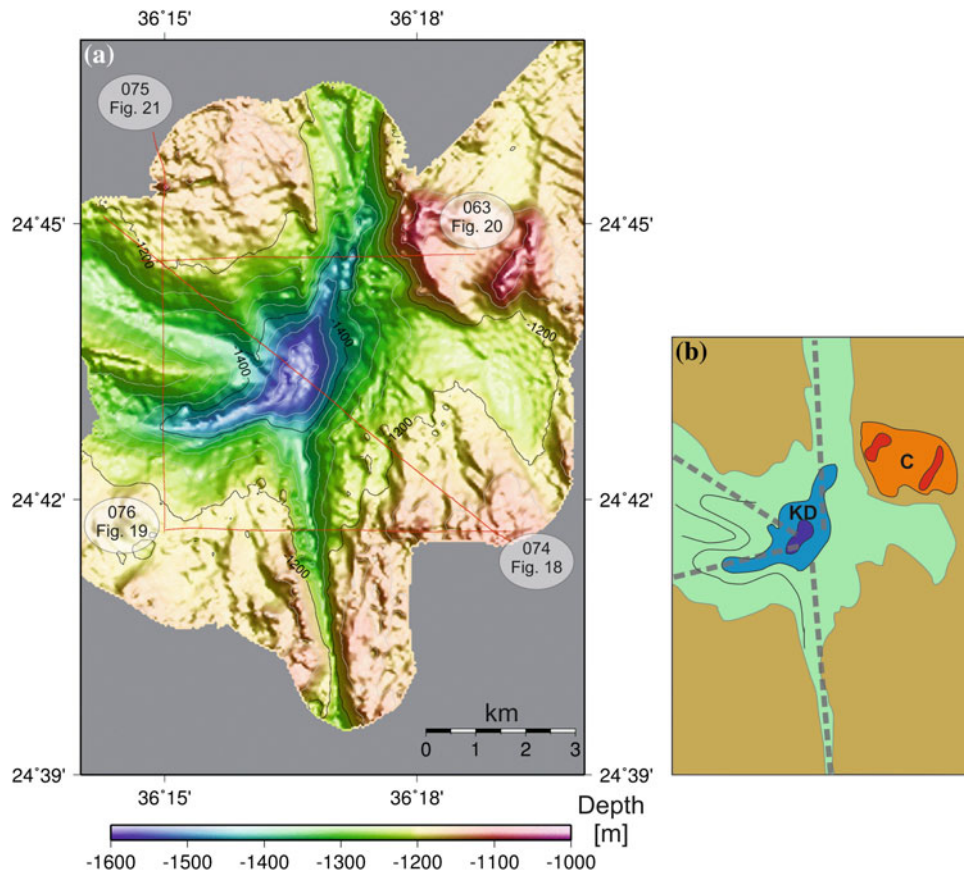 36˚15'
36˚18'
(a)
075
Fig. 21
24˚45'
24˚45'
063
Fig. 20
-1200
-1200
-1400
-1400
-1200
(b)
C
24˚42'
24˚42'
KD
076
Fig. 19
074
Fig. 18
-1200
km
0 1 2 3
24˚39'
24˚39'
36˚15'
36˚18'
Depth
[m]
-1600 -1500 -1400 -1300 -1200 -1100 -1000